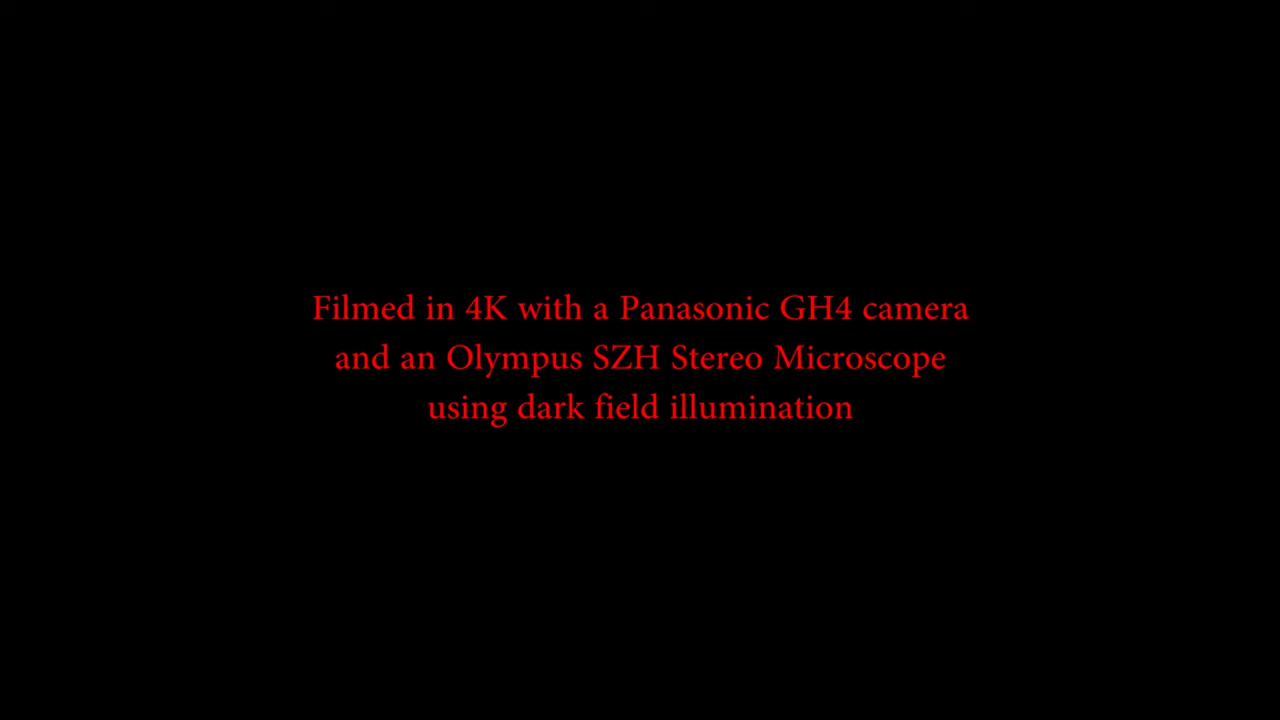 Filmed in 4K with a Panasonic GH4 camera
and an Olympus SZH Stereo Microscope
using dark field illumination